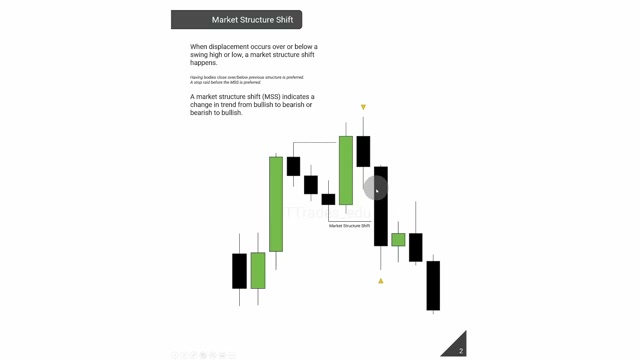 Market Structure Shift
When displacement occurs over or below a
swing high or low, a market structure shift
happens.
Having bodies close over/below previous structure is preferred.
A stop raid before the MSS is preferred.
A market structure shift (MSS) indicates a
change in trend from bullish to bearish or
bearish to bullish.
TTrades_edu
Market Structure Shift
2